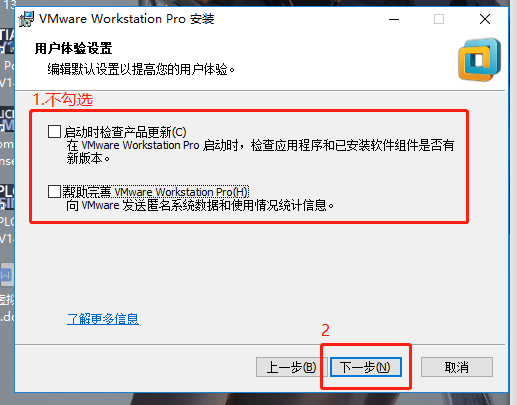 13
VMware Workstation Pro 安装
用户体验设置
编辑默认设置以提高您的用户体验。
1.不勾选
启动时检查产品更新(C)
在 VMware Workstation Pro 启动时，检查应用程序和已安装软件组件是否有
新版本。
帮助完善 VMware Workstation Pro(H)
向 VMware 发送匿名系统数据和使用情况统计信息。
了解更多信息
2
上一步(B)
下一步(N)
取消